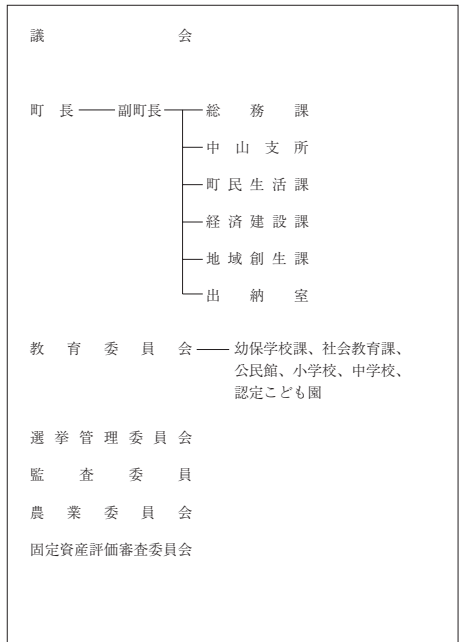 議会
町長 副町長 総務課
中山支所
町民生活課
経済建設課
地域創生課
出納室
教育委員会 幼保学校課、社会教育課、
公民館、小学校、中学校、
認定こども園
選挙管理委員会
監査委員
農業委員会
固定資産評価審査委員会